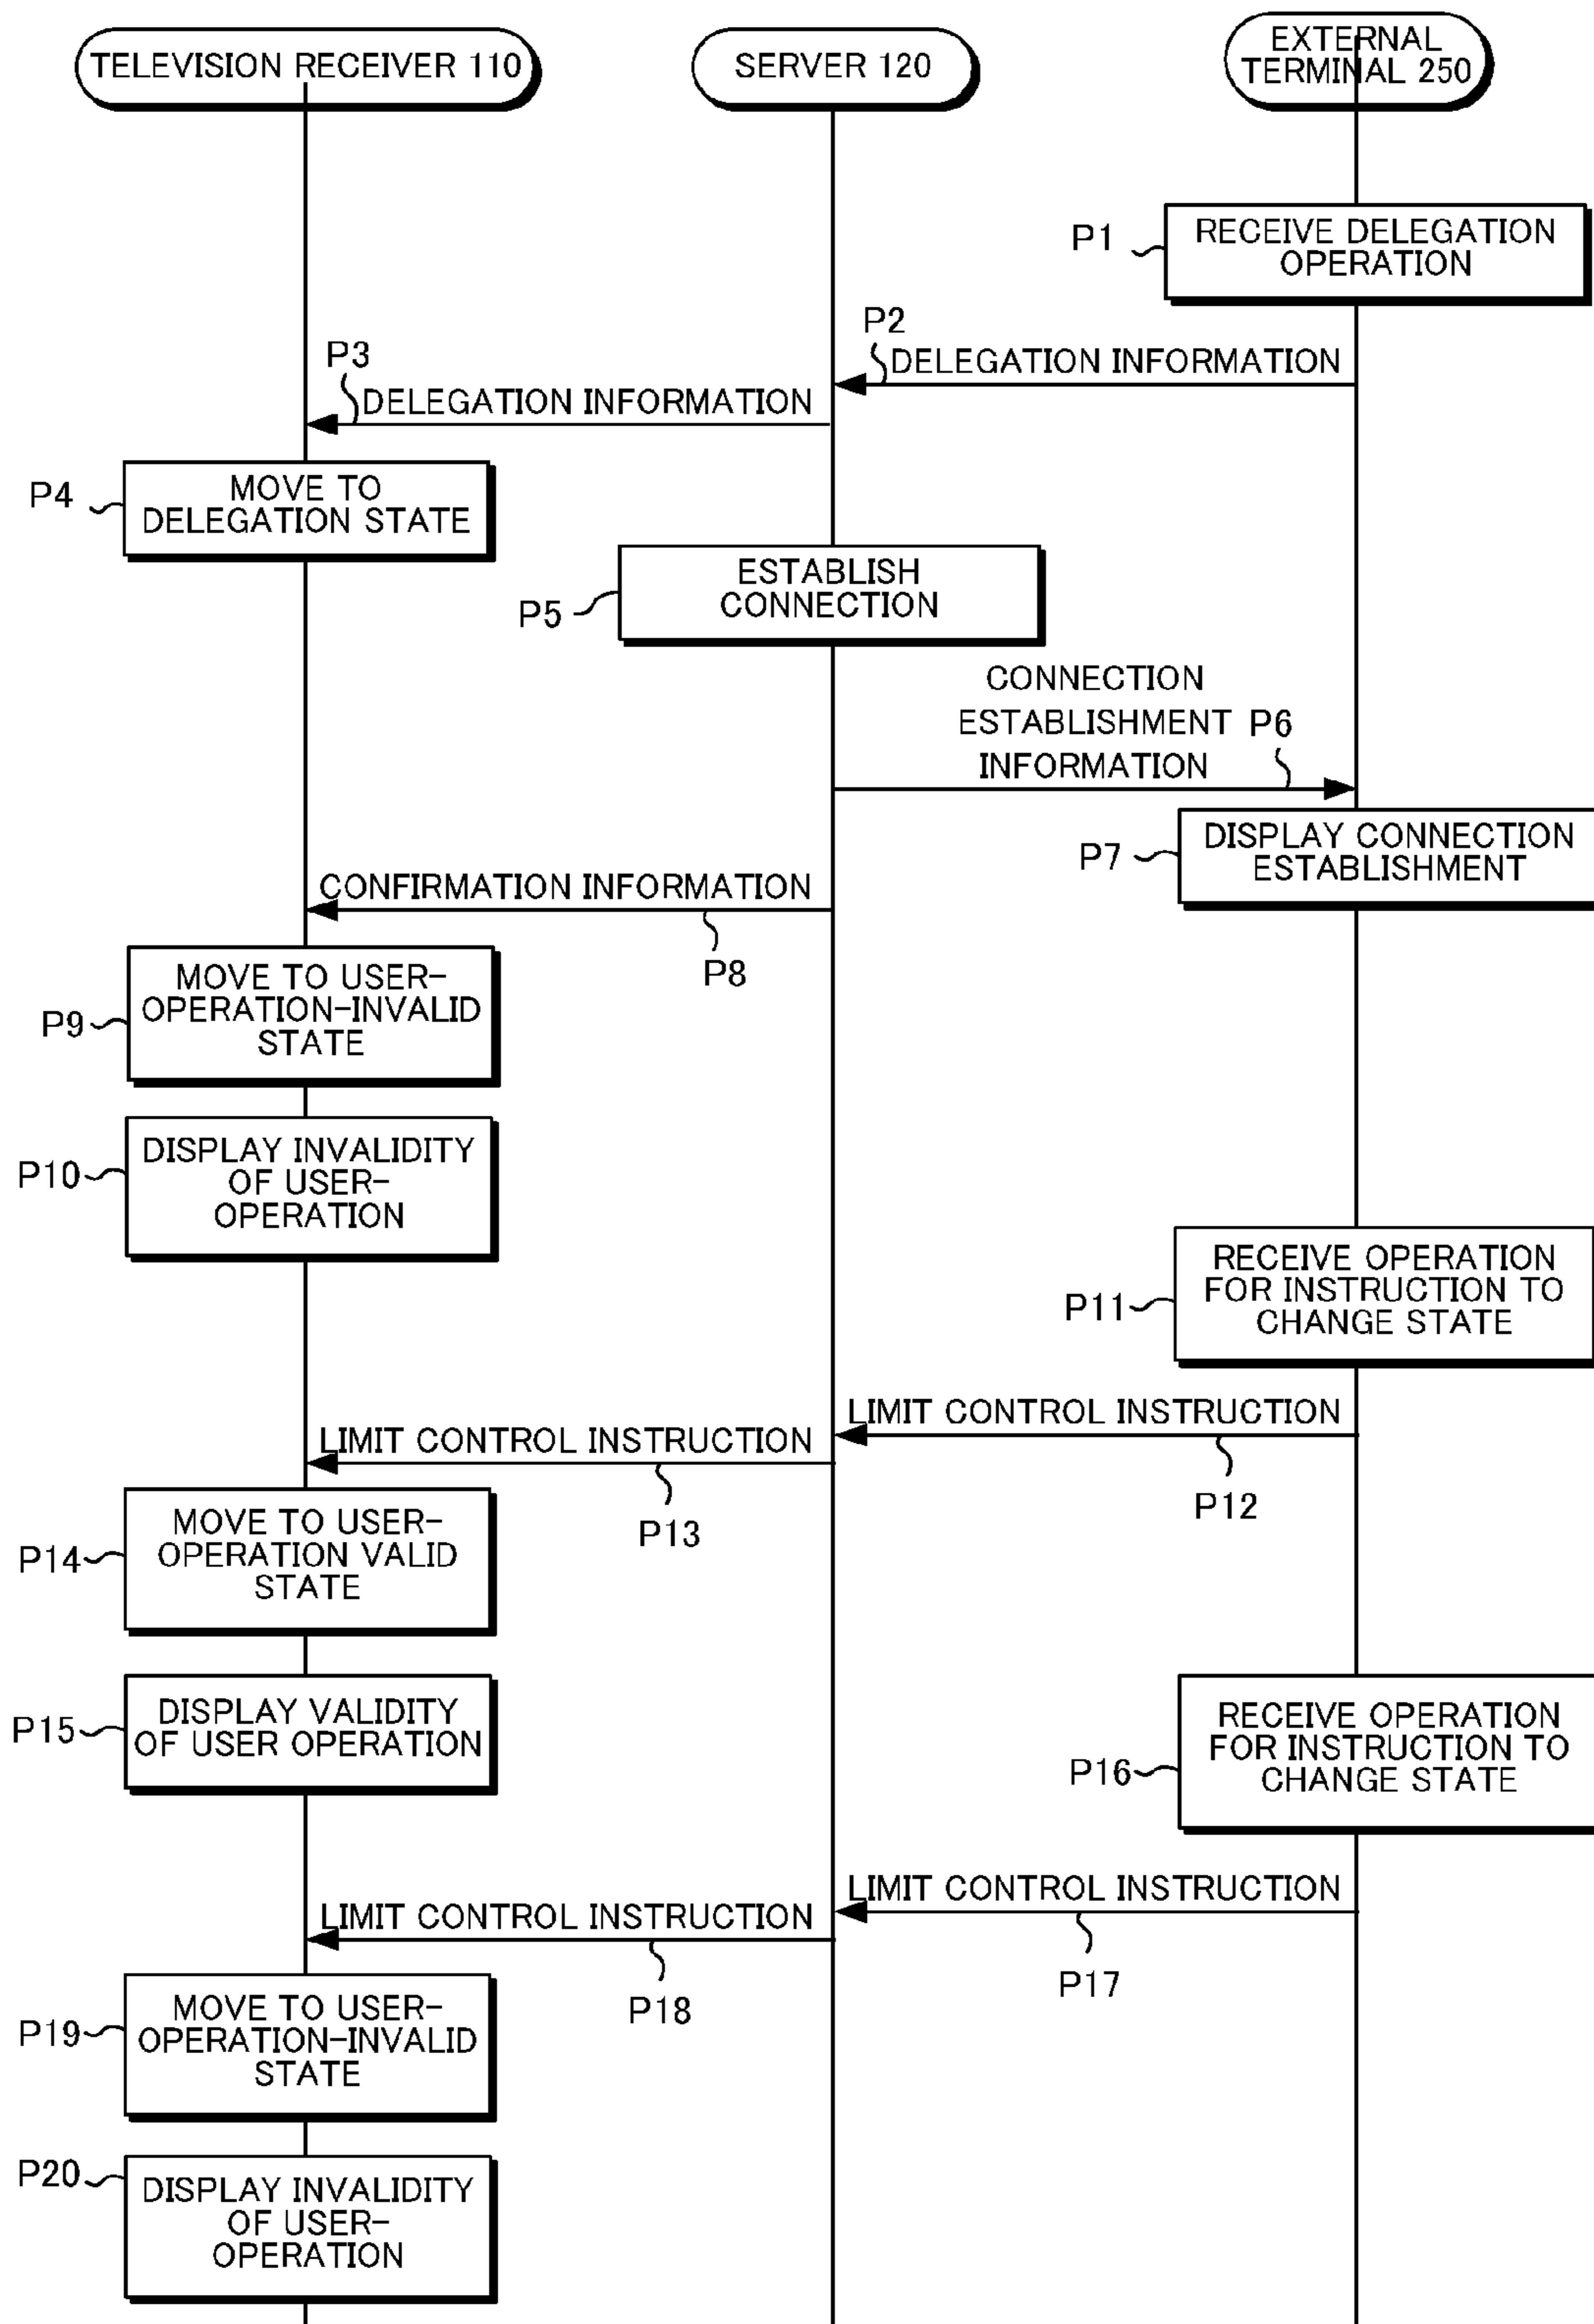 TELEVISION RECEIVER 110
SERVER 120
EXTERNAL
TERMINAL 250
P1
RECEIVE DELEGATION
OPERATION
P2
DELEGATION INFORMATION
P3
DELEGATION INFORMATION
P4
MOVE TO
DELEGATION STATE
P5
ESTABLISH
CONNECTION
CONNECTION
ESTABLISHMENT P6
INFORMATION
P7
DISPLAY CONNECTION
ESTABLISHMENT
CONFIRMATION INFORMATION
P8
P9
MOVE TO USER-
OPERATION-INVALID
STATE
P10
DISPLAY INVALIDITY
OF USER-
OPERATION
P11
RECEIVE OPERATION
FOR INSTRUCTION TO
CHANGE STATE
LIMIT CONTROL INSTRUCTION
P12
LIMIT CONTROL INSTRUCTION
P13
P14
MOVE TO USER-
OPERATION VALID
STATE
P15
DISPLAY VALIDITY
OF USER OPERATION
P16
RECEIVE OPERATION
FOR INSTRUCTION TO
CHANGE STATE
LIMIT CONTROL INSTRUCTION
P17
LIMIT CONTROL INSTRUCTION
P18
P19
MOVE TO USER-
OPERATION-INVALID
STATE
P20
DISPLAY INVALIDITY
OF USER-
OPERATION